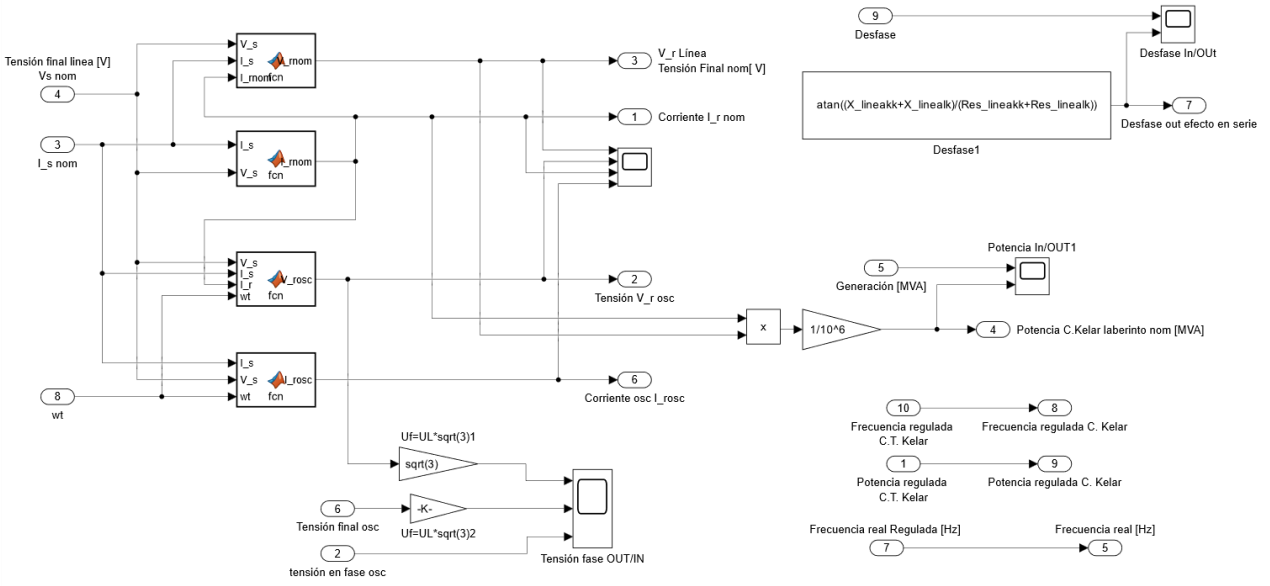 Tensión final linea [V]
Vs nom
4
3
I_s nom
8
wt
V_s
I_s
I_rnom
V_rnom
fcn
I_s
V_s
I_rnom
fcn
V_s
I_s
I_r
wt
V_rosc
fcn
I_s
V_s
wt
I_rosc
fcn
3
V_r Línea
Tensión Final nom[ V]
1
Corriente I_r nom
2
Tensión V_r osc
6
Corriente osc I_rosc
Uf=UL*sqrt(3)1
sqrt(3)
6
Tensión final osc
-K-
Uf=UL*sqrt(3)2
2
tensión en fase osc
Tensión fase OUT/IN
9
Desfase
Desfase In/OUt
atan((X_lineakk+X_linealk)/(Res_lineakk+Res_linealk))
Desfase1
7
Desfase out efecto en serie
Potencia In/OUT1
5
Generación [MVA]
x
1/10^6
4
Potencia C.Kelar laberinto nom [MVA]
10
Frecuencia regulada
C.T. Kelar
8
Frecuencia regulada C. Kelar
1
Potencia regulada
C.T. Kelar
9
Potencia regulada C. Kelar
Frecuencia real Regulada [Hz]
7
Frecuencia real [Hz]
5